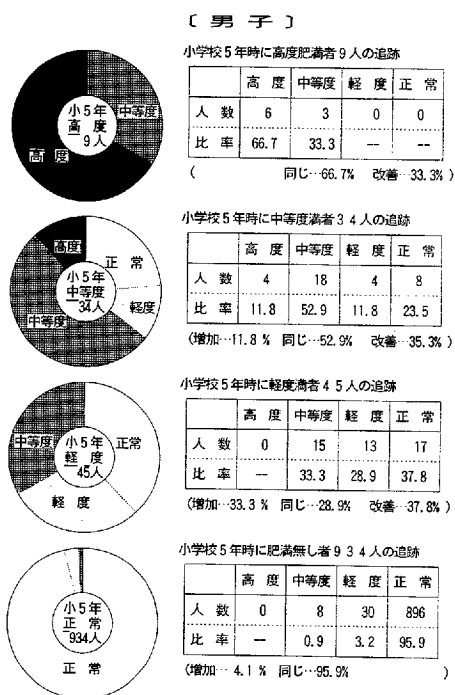 〔 男 子 〕
小学校5年時に高度肥満者9人の追跡
高 度 中等度 軽 度 正 常
人 数 6 3 0 0
比 率 66.7 33.3 -- --
( 同じ…66.7% 改善…33.3% )
小5年
高 度
9人
中等度
高 度
小学校5年時に中等度満者34人の追跡
高 度 中等度 軽 度 正 常
人 数 4 18 4 8
比 率 11.8 52.9 11.8 23.5
(増加…11.8 % 同じ…52.9% 改善…35.3% )
高度
正 常
小5年
中等度
34人
軽度
中等度
小学校5年時に軽度満者45人の追跡
高 度 中等度 軽 度 正 常
人 数 0 15 13 17
比 率 — 33.3 28.9 37.8
(増加…33.3 % 同じ…28.9% 改善…37.8% )
中等度
小5年
軽 度
45人
正常
軽 度
小学校5年時に肥満無し者934人の追跡
高 度 中等度 軽 度 正 常
人 数 0 8 30 896
比 率 — 0.9 3.2 95.9
(増加… 4.1 % 同じ…95.9% )
小5年
正 常
934人
正 常